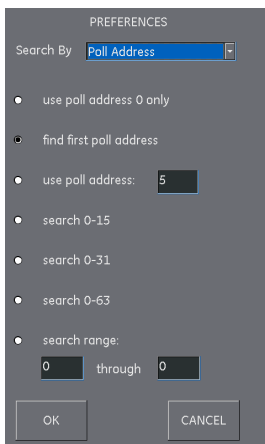 PREFERENCES
Search By Poll Address
use poll address 0 only
find first poll address
use poll address: 5
search 0-15
search 0-31
search 0-63
search range:
0 through 0
OK CANCEL